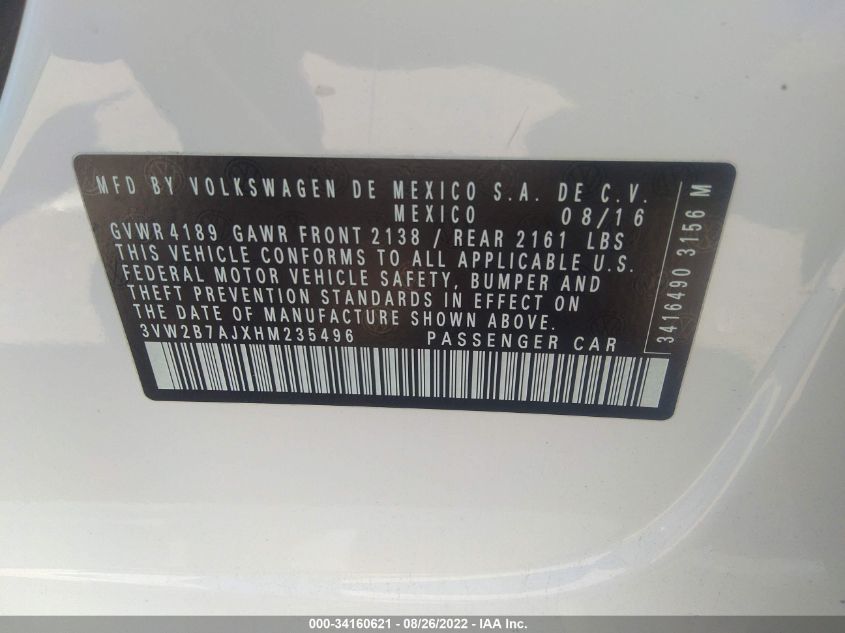 MFD BY VOLKSWAGEN DE MEXICO S.A. DE C.V.
MEXICO 08/16
GVWR 4189 GAWR FRONT 2138 / REAR 2161 LBS
THIS VEHICLE CONFORMS TO ALL APPLICABLE U.S.
FEDERAL MOTOR VEHICLE SAFETY, BUMPER AND
THEFT PREVENTION STANDARDS IN EFFECT ON
THE DATE OF MANUFACTURE SHOWN ABOVE.
3VW2B7AJXHM235496 PASSENGER CAR
3416490 3156 M
000-34160621 - 08/26/2022 - IAA Inc.